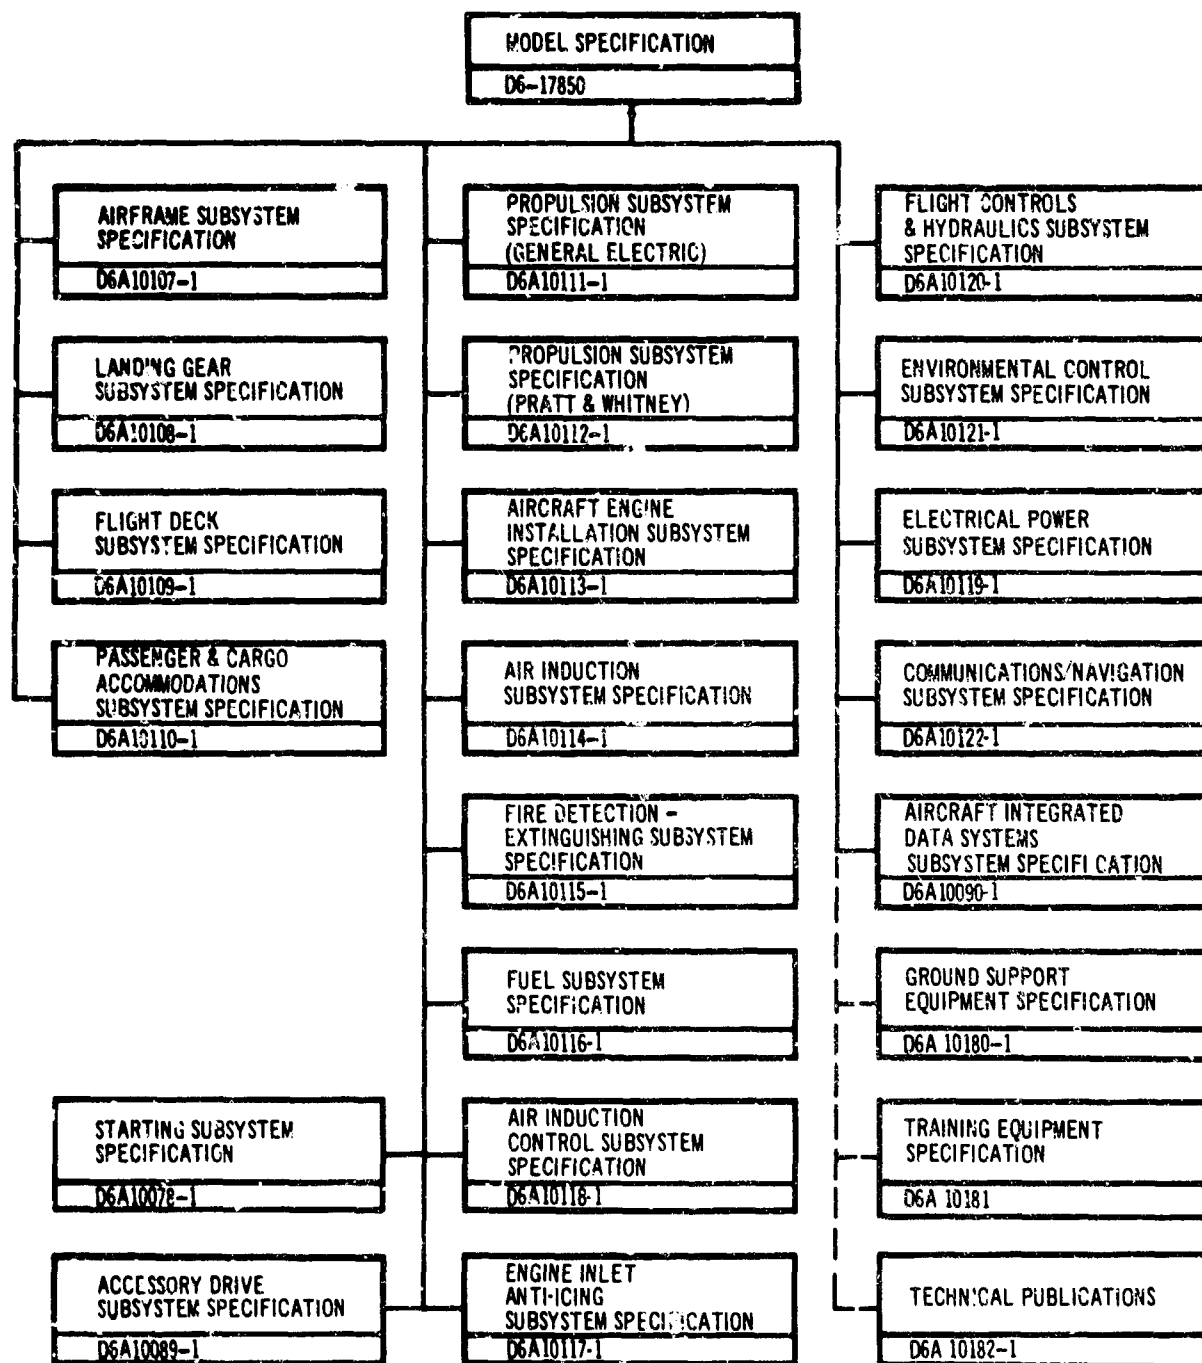 MODEL SPECIFICATION
D6-17850
AIRFRAME SUBSYSTEM
SPECIFICATION
D6A10107-1
LANDING GEAR
SUBSYSTEM SPECIFICATION
D6A10108-1
FLIGHT DECK
SUBSYSTEM SPECIFICATION
D6A10109-1
PASSENGER & CARGO
ACCOMMODATIONS
SUBSYSTEM SPECIFICATION
D6A10110-1
STARTING SUBSYSTEM
SPECIFICATION
D6A10078-1
ACCESSORY DRIVE
SUBSYSTEM SPECIFICATION
D6A10089-1
PROPULSION SUBSYSTEM
SPECIFICATION
(GENERAL ELECTRIC)
D6A10111-1
PROPULSION SUBSYSTEM
SPECIFICATION
(PRATT & WHITNEY)
D6A10112-1
AIRCRAFT ENGINE
INSTALLATION SUBSYSTEM
SPECIFICATION
D6A10113-1
AIR INDUCTION
SUBSYSTEM SPECIFICATION
D6A10114-1
FIRE DETECTION -
EXTINGUISHING SUBSYSTEM
SPECIFICATION
D6A10115-1
FUEL SUBSYSTEM
SPECIFICATION
D6A10116-1
AIR INDUCTION
CONTROL SUBSYSTEM
SPECIFICATION
D6A10118-1
ENGINE INLET
ANTI-ICING
SUBSYSTEM SPECIFICATION
D6A10117-1
FLIGHT CONTROLS
& HYDRAULICS SUBSYSTEM
SPECIFICATION
D6A10120-1
ENVIRONMENTAL CONTROL
SUBSYSTEM SPECIFICATION
D6A10121-1
ELECTRICAL POWER
SUBSYSTEM SPECIFICATION
D6A10119-1
COMMUNICATIONS/NAVIGATION
SUBSYSTEM SPECIFICATION
D6A10122-1
AIRCRAFT INTEGRATED
DATA SYSTEMS
SUBSYSTEM SPECIFICATION
D6A10090-1
GROUND SUPPORT
EQUIPMENT SPECIFICATION
D6A 10180-1
TRAINING EQUIPMENT
SPECIFICATION
D6A 10181
TECHNICAL PUBLICATIONS
D6A 10182-1